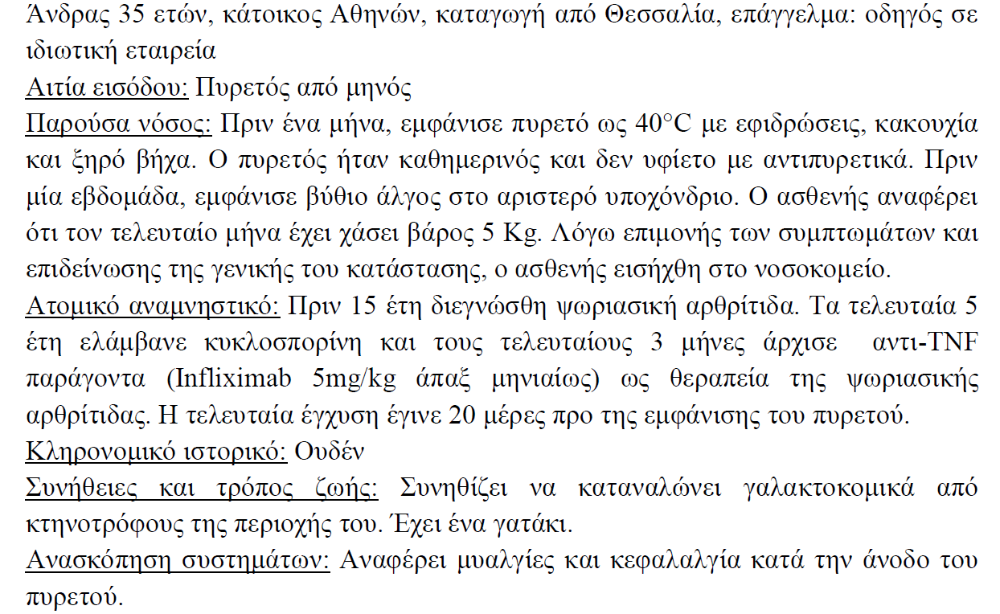 Άνδρας 35 ετών, κάτοικος Αθηνών, καταγωγή από Θεσσαλία, επάγγελμα: οδηγός σε
ιδιωτική εταιρεία
Αιτία εισόδου: Πυρετός από μηνός
Παρούσα νόσος: Πριν ένα μήνα, εμφάνισε πυρετό ως 40°C με εφιδρώσεις, κακουχία
και ξηρό βήχα. Ο πυρετός ήταν καθημερινός και δεν υφίετο με αντιπυρετικά. Πριν
μία εβδομάδα, εμφάνισε βύθιο άλγος στο αριστερό υποχόνδριο. Ο ασθενής αναφέρει
ότι τον τελευταίο μήνα έχει χάσει βάρος 5 Kg. Λόγω επιμονής των συμπτωμάτων και
επιδείνωσης της γενικής του κατάστασης, ο ασθενής εισήχθη στο νοσοκομείο.
Ατομικό αναμνηστικό: Πριν 15 έτη διεγνώσθη ψωριασική αρθρίτιδα. Τα τελευταία 5
έτη ελάμβανε κυκλοσπορίνη και τους τελευταίους 3 μήνες άρχισε αντι-TNF
παράγοντα (Infliximab 5mg/kg άπαξ μηνιαίως) ως θεραπεία της ψωριασικής
αρθρίτιδας. Η τελευταία έγχυση έγινε 20 μέρες προ της εμφάνισης του πυρετού.
Κληρονομικό ιστορικό: Ουδέν
Συνήθειες και τρόπος ζωής: Συνηθίζει να καταναλώνει γαλακτοκομικά από
κτηνοτρόφους της περιοχής του. Έχει ένα γατάκι.
Ανασκόπηση συστημάτων: Αναφέρει μυαλγίες και κεφαλαλγία κατά την άνοδο του
πυρετού.